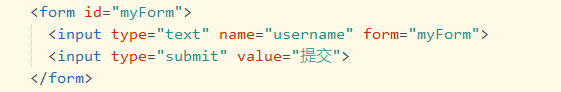 <form id="myForm">
<input type="text" name="username" form="myForm">
<input type="submit" value="提交">
</form>